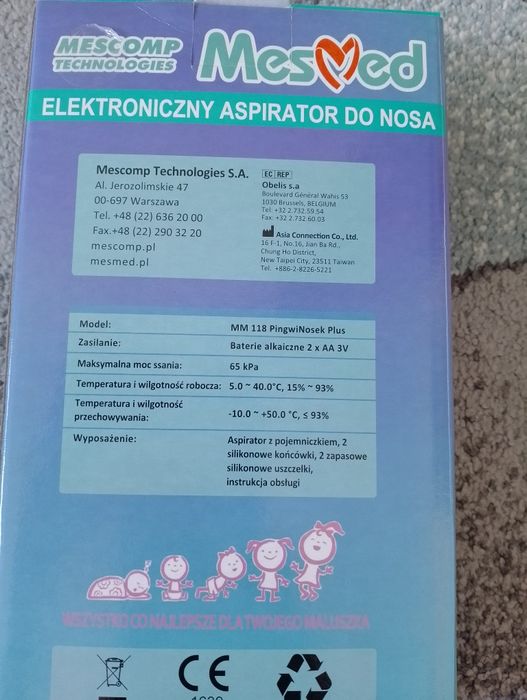 MESCOMP
TECHNOLOGIES
MesMed
ELEKTRONICZNY ASPIRATOR DO NOSA
Mescomp Technologies S.A.
Al. Jerozolimskie 47
00-697 Warszawa
Tel. +48 (22) 636 20 00
Fax.+48 (22) 290 32 20
mescomp.pl
mesmed.pl
EC REP
Obelis s.a
Boulevard Général Wahis 53
1030 Brussels, BELGIUM
Tel: +32 2.732.59.54
Fax: +32 2.732.60.03
Asia Connection Co., Ltd.
16 F-1, No.16, Jian Ba Rd.,
Chung Ho District,
New Taipei City, 23511 Taiwan
Tel. +886-2-8226-5221
Model: MM 118 PingwiNosek Plus
Zasilanie: Baterie alkaiczne 2 x AA 3V
Maksymalna moc ssania: 65 kPa
Temperatura i wilgotność robocza: 5.0 ~ 40.0°C, 15% ~ 93%
Temperatura i wilgotność
przechowywania: -10.0 ~ +50.0 °C, ≤ 93%
Wyposażenie: Aspirator z pojemniczkiem, 2
silikonowe końcówki, 2 zapasowe
silikonowe uszczelki,
instrukcja obsługi
WSZYSTKO CO NAJLEPSZE DLA TWOJEGO MALUSZKA
CE